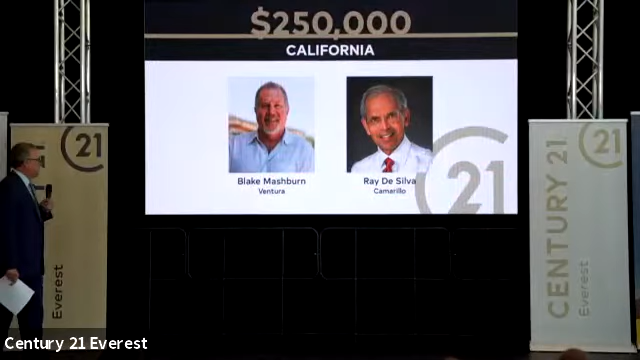 $250,000
CALIFORNIA
Blake Mashburn
Ventura
Ray De Silva
Camarillo
21
21
Everest
CENTURY 21
Everest
21
Century 21 Everest